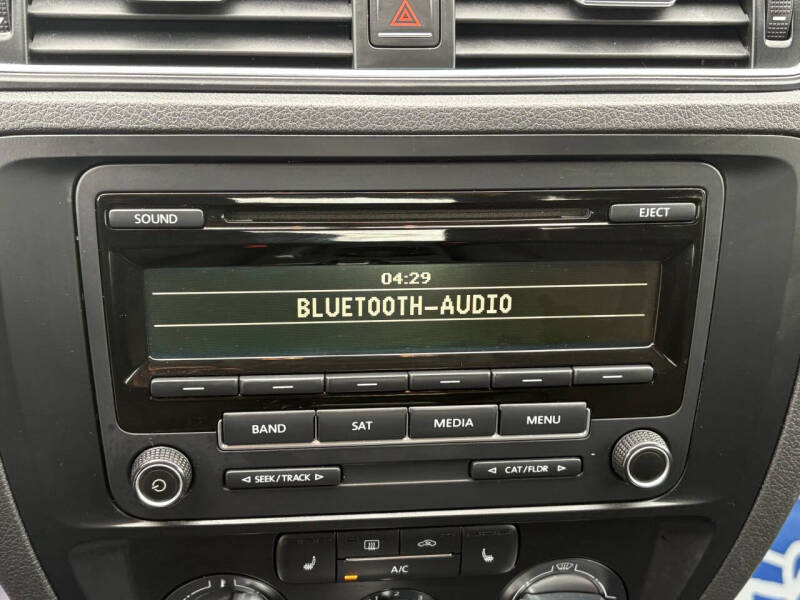 SOUND
EJECT
04:29
BLUETOOTH-AUDIO
BAND
SAT
MEDIA
MENU
SEEK/TRACK
CAT/FLDR
A/C